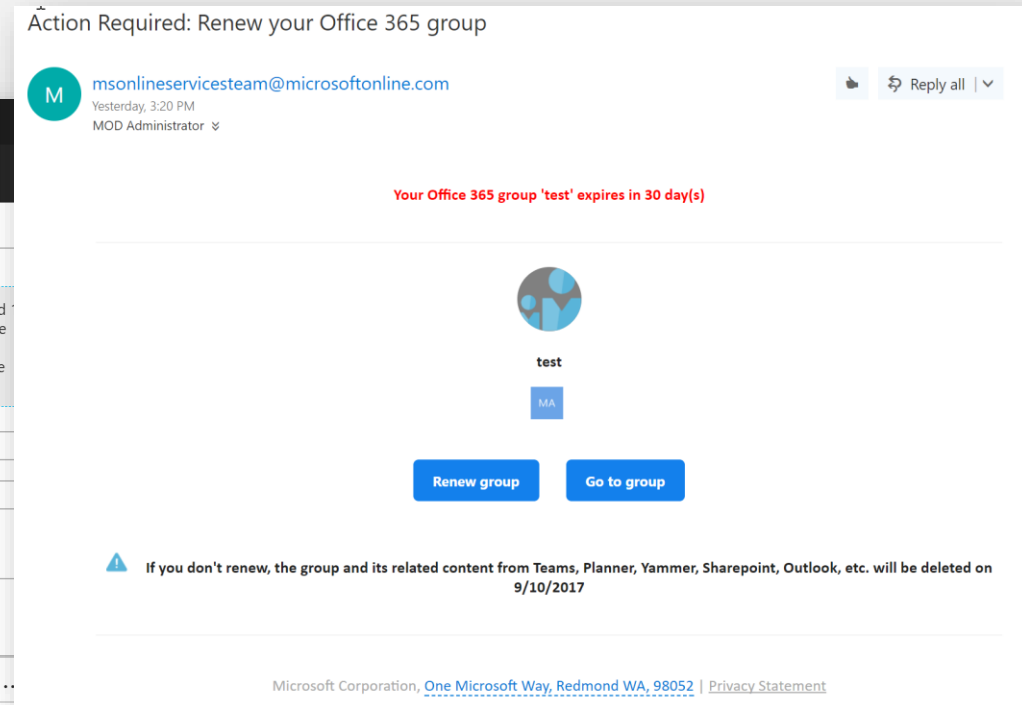 Action Required: Renew your Office 365 group
M
msonlineservicesteam@microsoftonline.com
Yesterday, 3:20 PM
MOD Administrator
Reply all
Your Office 365 group 'test' expires in 30 day(s)
test
MA
Renew group
Go to group
If you don't renew, the group and its related content from Teams, Planner, Yammer, Sharepoint, Outlook, etc. will be deleted on
9/10/2017
Microsoft Corporation, One Microsoft Way, Redmond WA, 98052 | Privacy Statement